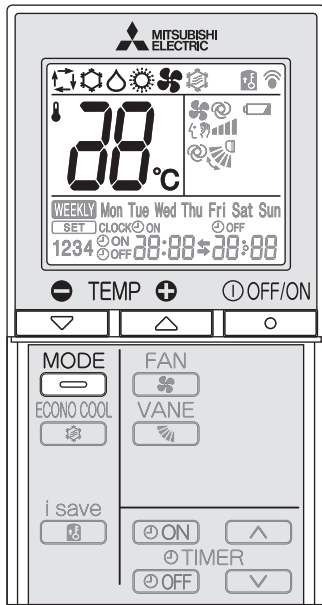 MITSUBISHI
ELECTRIC
88°C
WEEKLY Mon Tue Wed Thu Fri Sat Sun
SET CLOCK ON OFF
1234 ON OFF 88:88 88:88
TEMP OFF/ON
MODE FAN
ECONO COOL VANE
i save
ON
TIMER
OFF